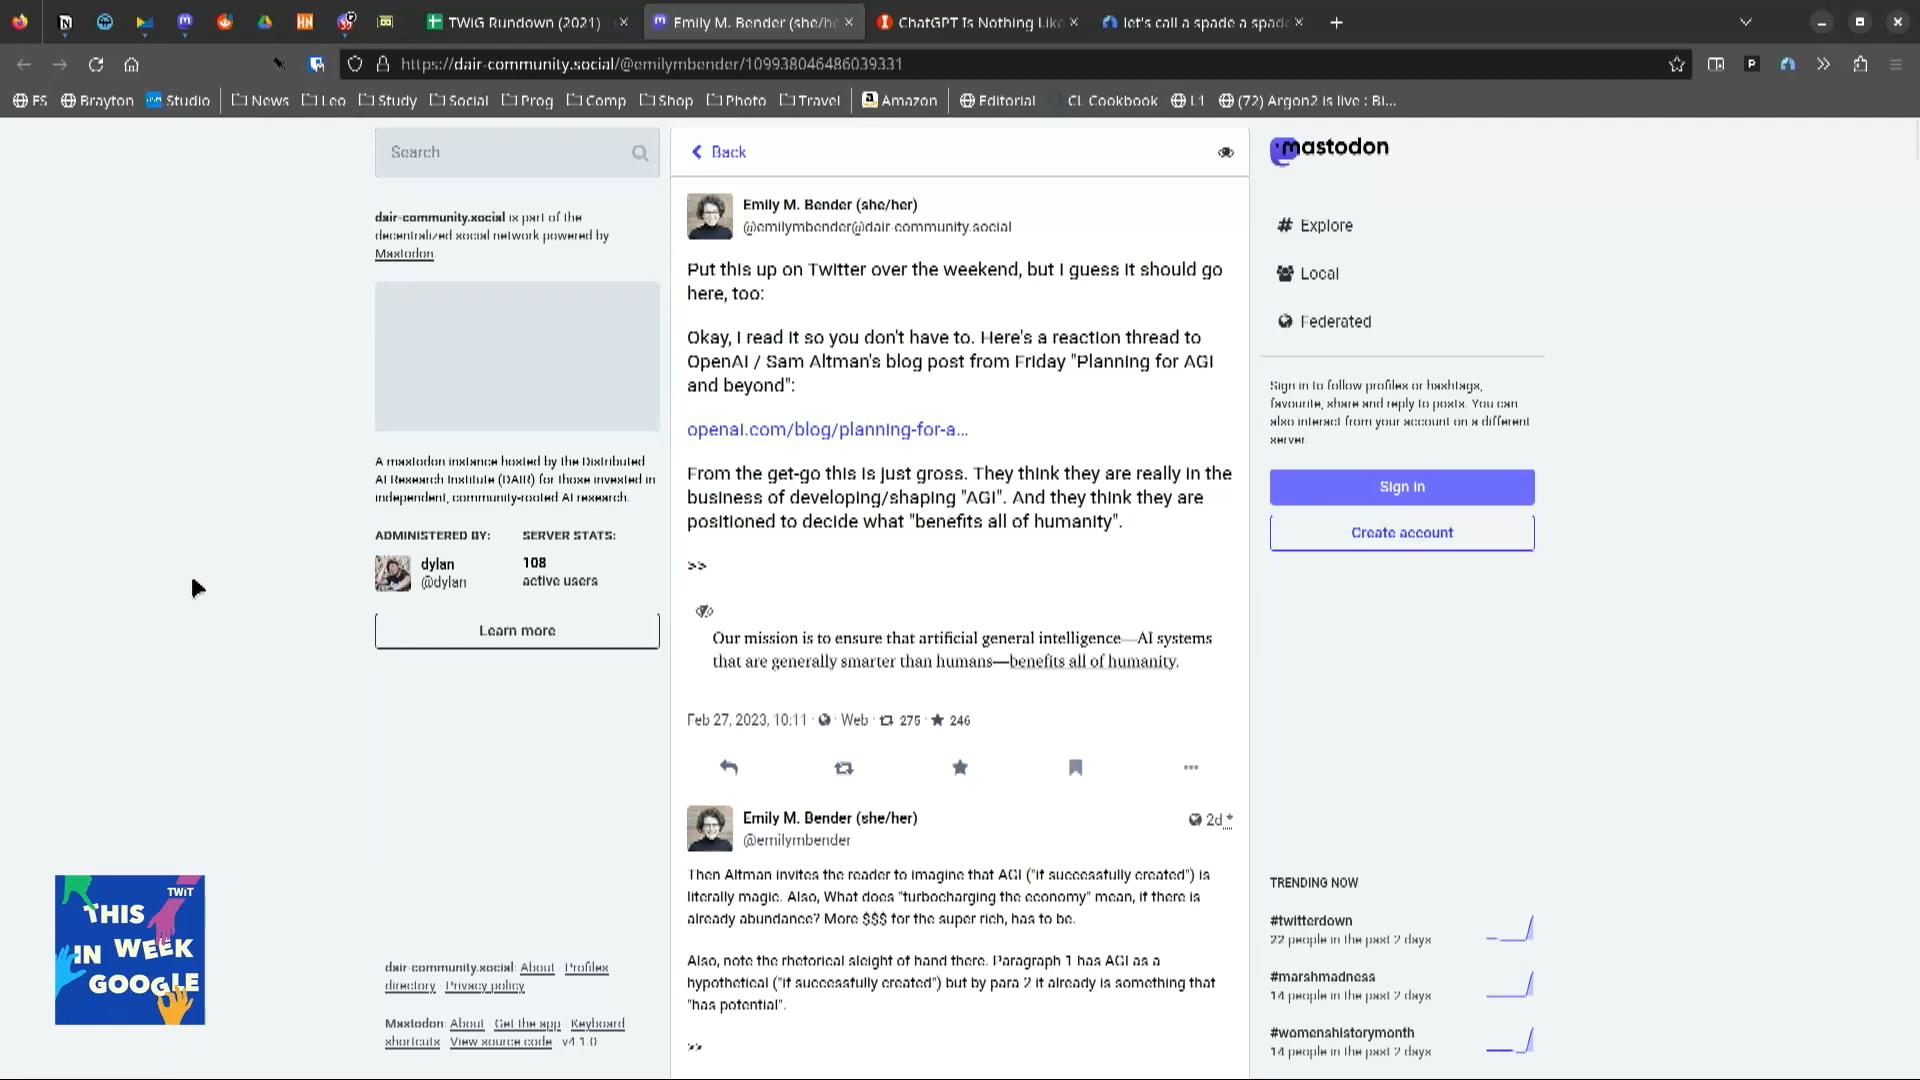 TWiG Rundown (2021)
Emily M. Bender (she/he
ChatGPT Is Nothing Like
let's call a spade a spade
https://dair-community.social/@emilymbender/109938046486039331
FS
Brayton
Studio
News
Leo
Study
Social
Prog
Comp
Shop
Photo
Travel
Amazon
Editorial
CL Cookbook
L1
(72) Argon2 is live : Bl...
Search
dair-community.social is part of the
decentralized social network powered by
Mastodon.
A mastodon instance hosted by the Distributed
AI Research Institute (DAIR) for those invested in
independent, community-rooted AI research.
ADMINISTERED BY:
dylan
@dylan
SERVER STATS:
108
active users
Learn more
dair-community.social: About Profiles
directory Privacy policy
Mastodon: About Get the app Keyboard
shortcuts View source code v4.1.0
TWiT
THIS
IN WEEK
GOOGLE
Back
Emily M. Bender (she/her)
@emilymbender@dair-community.social
Put this up on Twitter over the weekend, but I guess it should go
here, too:
Okay, I read it so you don't have to. Here's a reaction thread to
OpenAI / Sam Altman's blog post from Friday "Planning for AGI
and beyond":
openai.com/blog/planning-for-a...
From the get-go this is just gross. They think they are really in the
business of developing/shaping "AGI". And they think they are
positioned to decide what "benefits all of humanity".
>>
Our mission is to ensure that artificial general intelligence—AI systems
that are generally smarter than humans—benefits all of humanity.
Feb 27, 2023, 10:11 · Web · 275 · 246
Emily M. Bender (she/her)
@emilymbender
2d *
Then Altman invites the reader to imagine that AGI ("if successfully created") is
literally magic. Also, What does "turbocharging the economy" mean, if there is
already abundance? More $$$ for the super rich, has to be.
Also, note the rhetorical sleight of hand there. Paragraph 1 has AGI as a
hypothetical ("if successfully created") but by para 2 it already is something that
"has potential".
>>
mastodon
Explore
Local
Federated
Sign in to follow profiles or hashtags,
favourite, share and reply to posts. You can
also interact from your account on a different
server.
Sign in
Create account
TRENDING NOW
#twitterdown
22 people in the past 2 days
#marshmadness
14 people in the past 2 days
#womenshistorymonth
14 people in the past 2 days